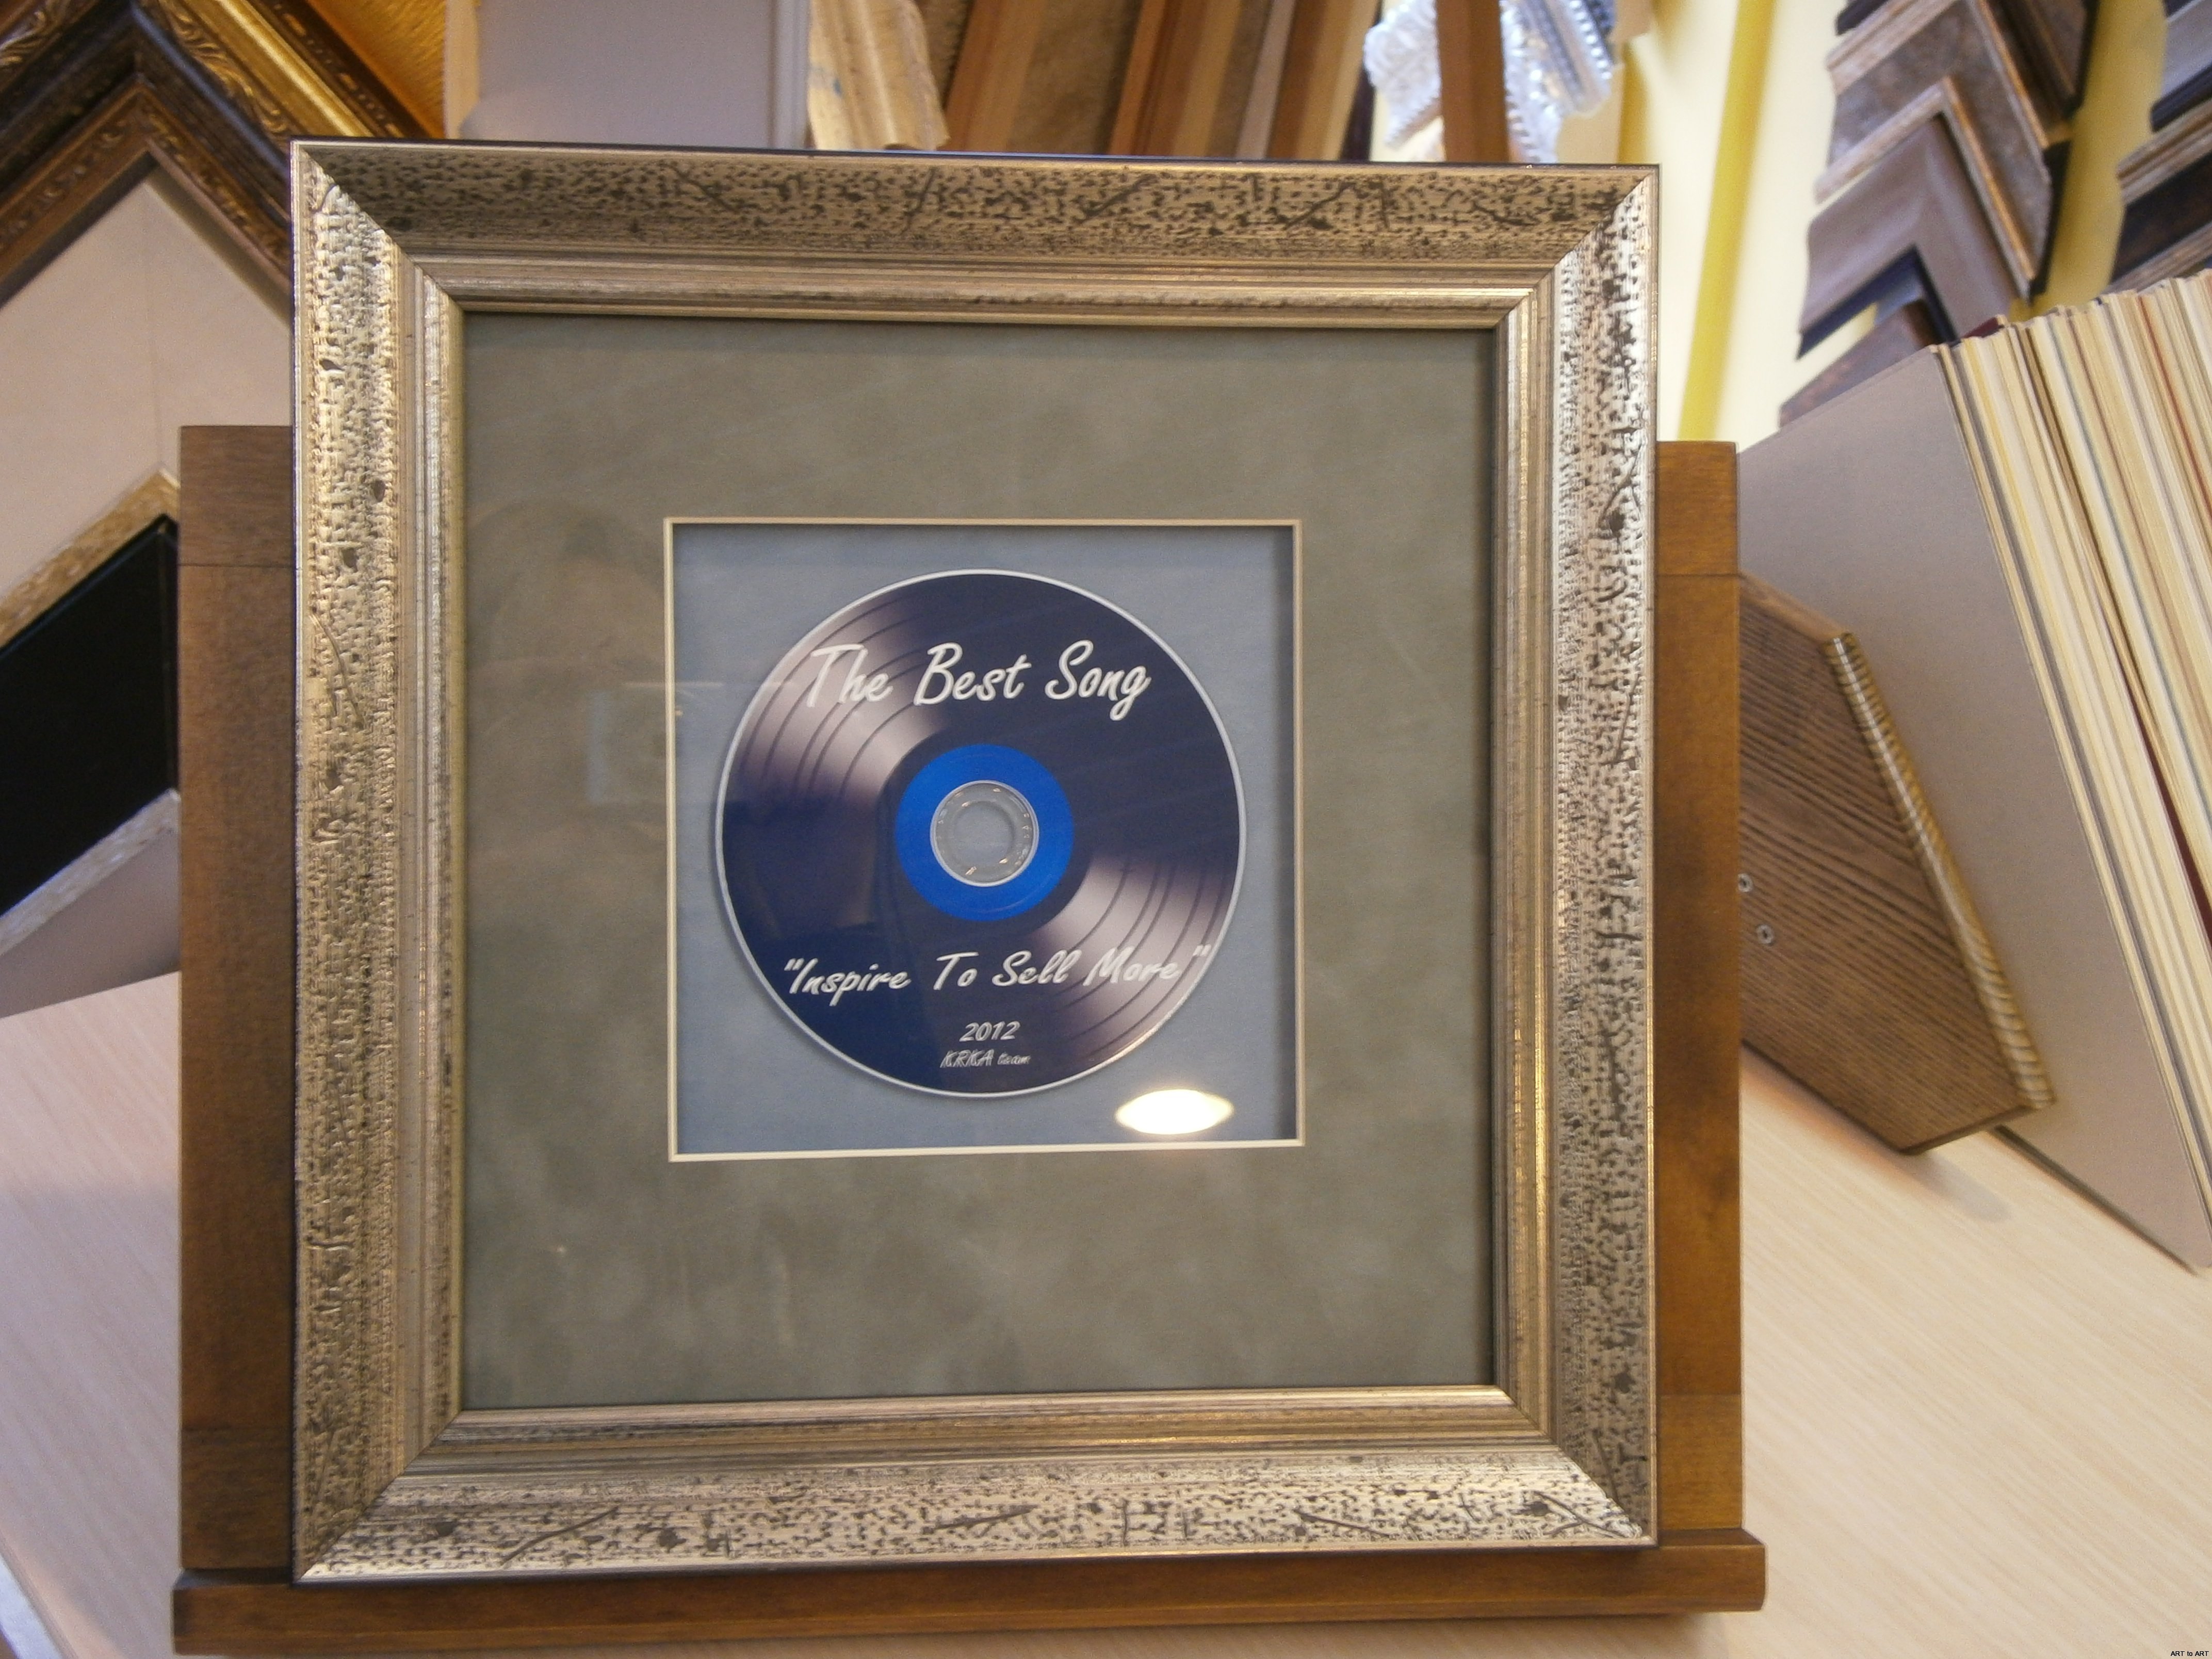 The Best Song
"Inspire To Sell More"
2012
KRKA team
ART to ART